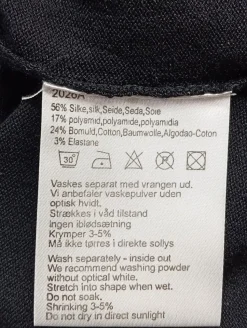 2026A
56% Silke,silk,Seide,Seda,Soie
17% polyamid,polyamide,polyamidia
24% Bomuld,Cotton,Baumwolle,Algodao-Coton
3% Elastane
30°
Vaskes separat med vrangen ud.
Vi anbefaler vaskepulver uden
optisk hvidt.
Strækkes i våd tilstand
ingen iblødsætning
Krymper 3-5%
Må ikke tørres i direkte sollys
Wash separately - inside out
We recommend washing powder
without optical white.
Stretch into shape when wet.
Do not soak.
Shrinking 3-5%
Do not dry in direct sunlight